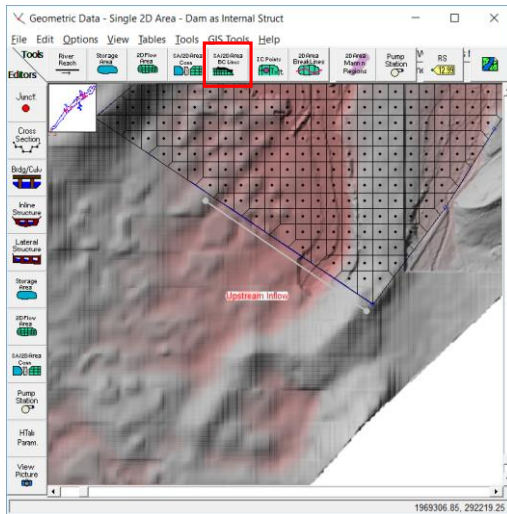 Geometric Data - Single 2D Area - Dam as Internal Struct
File Edit Options View Tables Tools GIS Tools Help
Tools
Editors
River
Reach
Storage
Area
2D Flow
Area
SA/2D Area
Conn
SA/2D Area
BC Lines
IC Points
2D Area
BreakLines
2D Area
Mann n
Regions
Pump
Station
RS
Junct.
Cross
Section
Brdg/Culv
Inline
Structure
Lateral
Structure
Storage
Area
2D Flow
Area
SA/2D Area
Conn
Pump
Station
HTab
Param.
View
Picture
Upstream Inflow
1969306.85, 292219.25